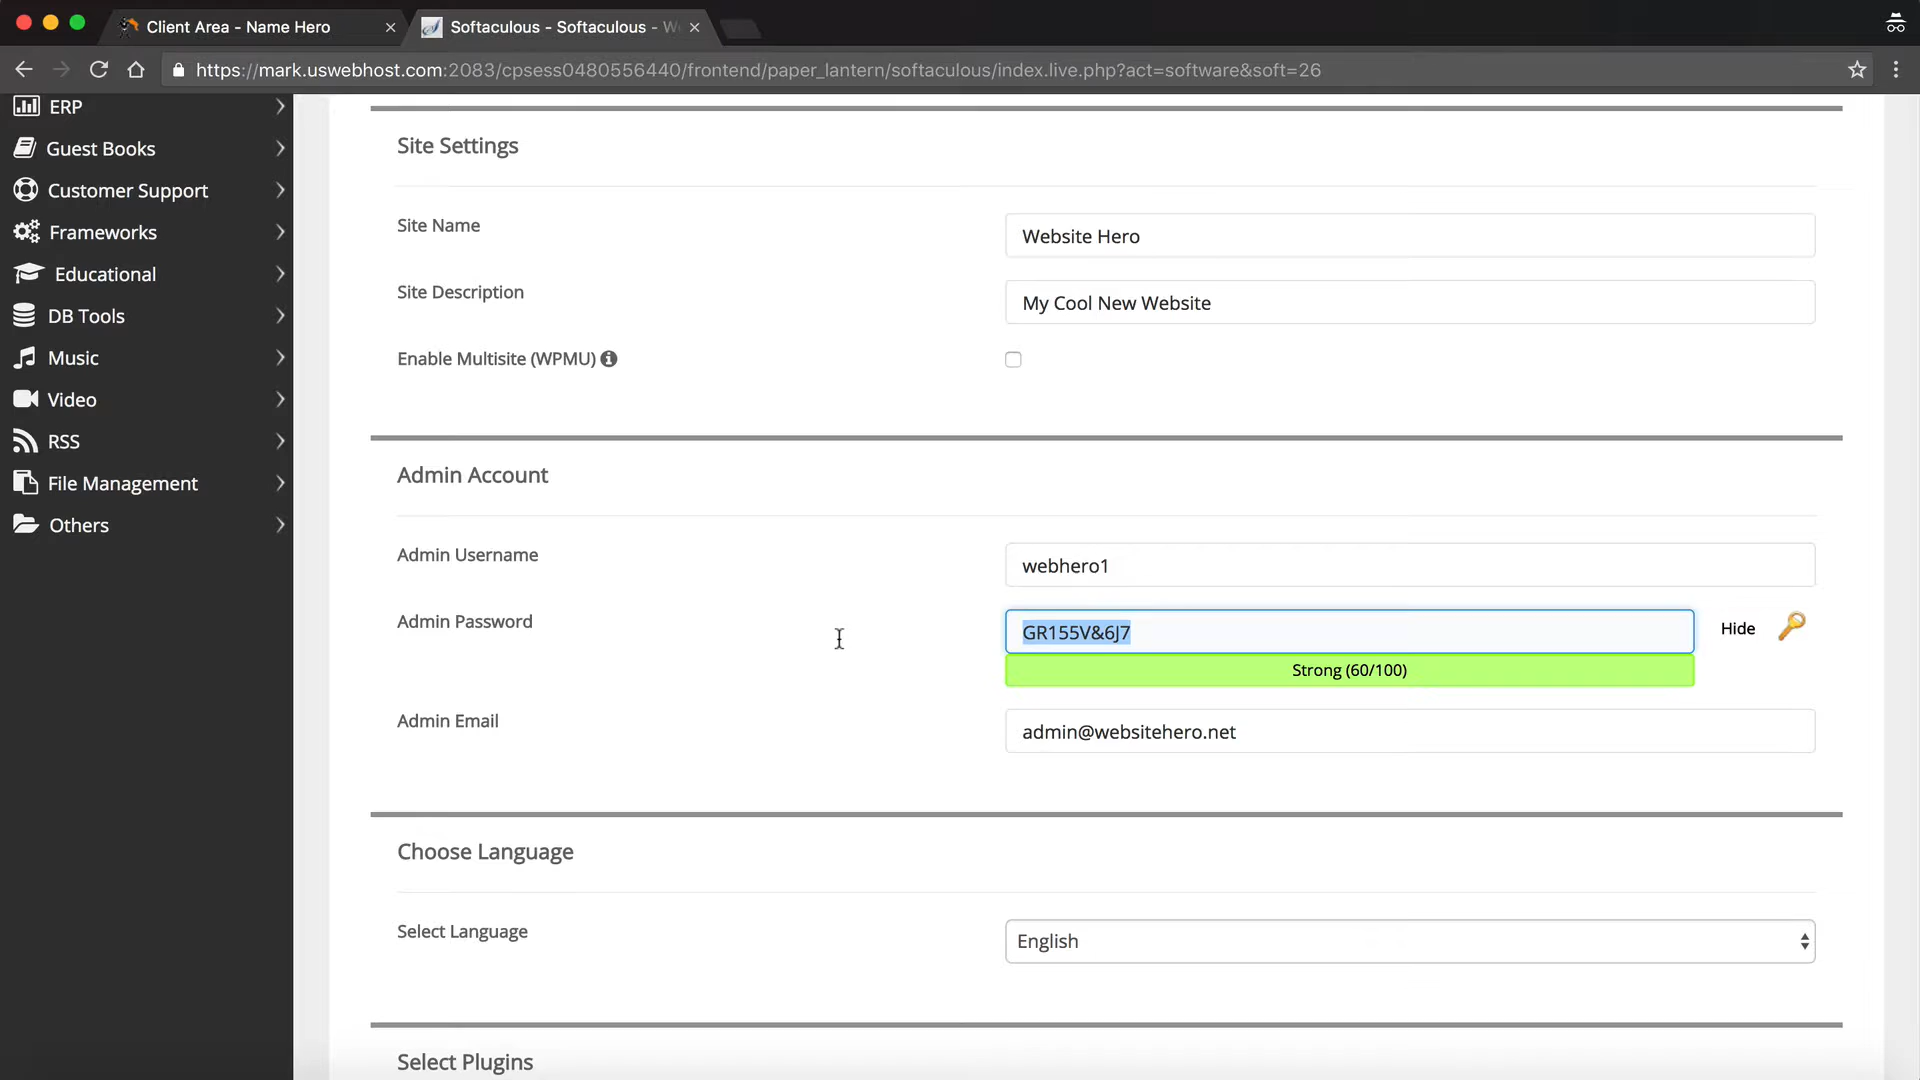 Client Area - Name Hero
Softaculous - Softaculous - W
https://mark.uswebhost.com:2083/cpsess0480556440/frontend/paper_lantern/softaculous/index.live.php?act=software&soft=26
ERP
Guest Books
Customer Support
Frameworks
Educational
DB Tools
Music
Video
RSS
File Management
Others
Site Settings
Site Name
Website Hero
Site Description
My Cool New Website
Enable Multisite (WPMU)
Admin Account
Admin Username
webhero1
Admin Password
GR155V&6J7
Hide
Strong (60/100)
Admin Email
admin@websitehero.net
Choose Language
Select Language
English
Select Plugins